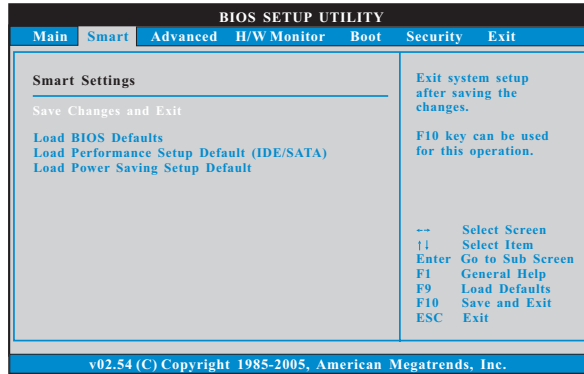 BIOS SETUP UTILITY
Main Smart Advanced H/W Monitor Boot Security Exit
Smart Settings
Save Changes and Exit
Load BIOS Defaults
Load Performance Setup Default (IDE/SATA)
Load Power Saving Setup Default
Exit system setup
after saving the
changes.
F10 key can be used
for this operation.
←→ Select Screen
↑↓ Select Item
Enter Go to Sub Screen
F1 General Help
F9 Load Defaults
F10 Save and Exit
ESC Exit
v02.54 (C) Copyright 1985-2005, American Megatrends, Inc.